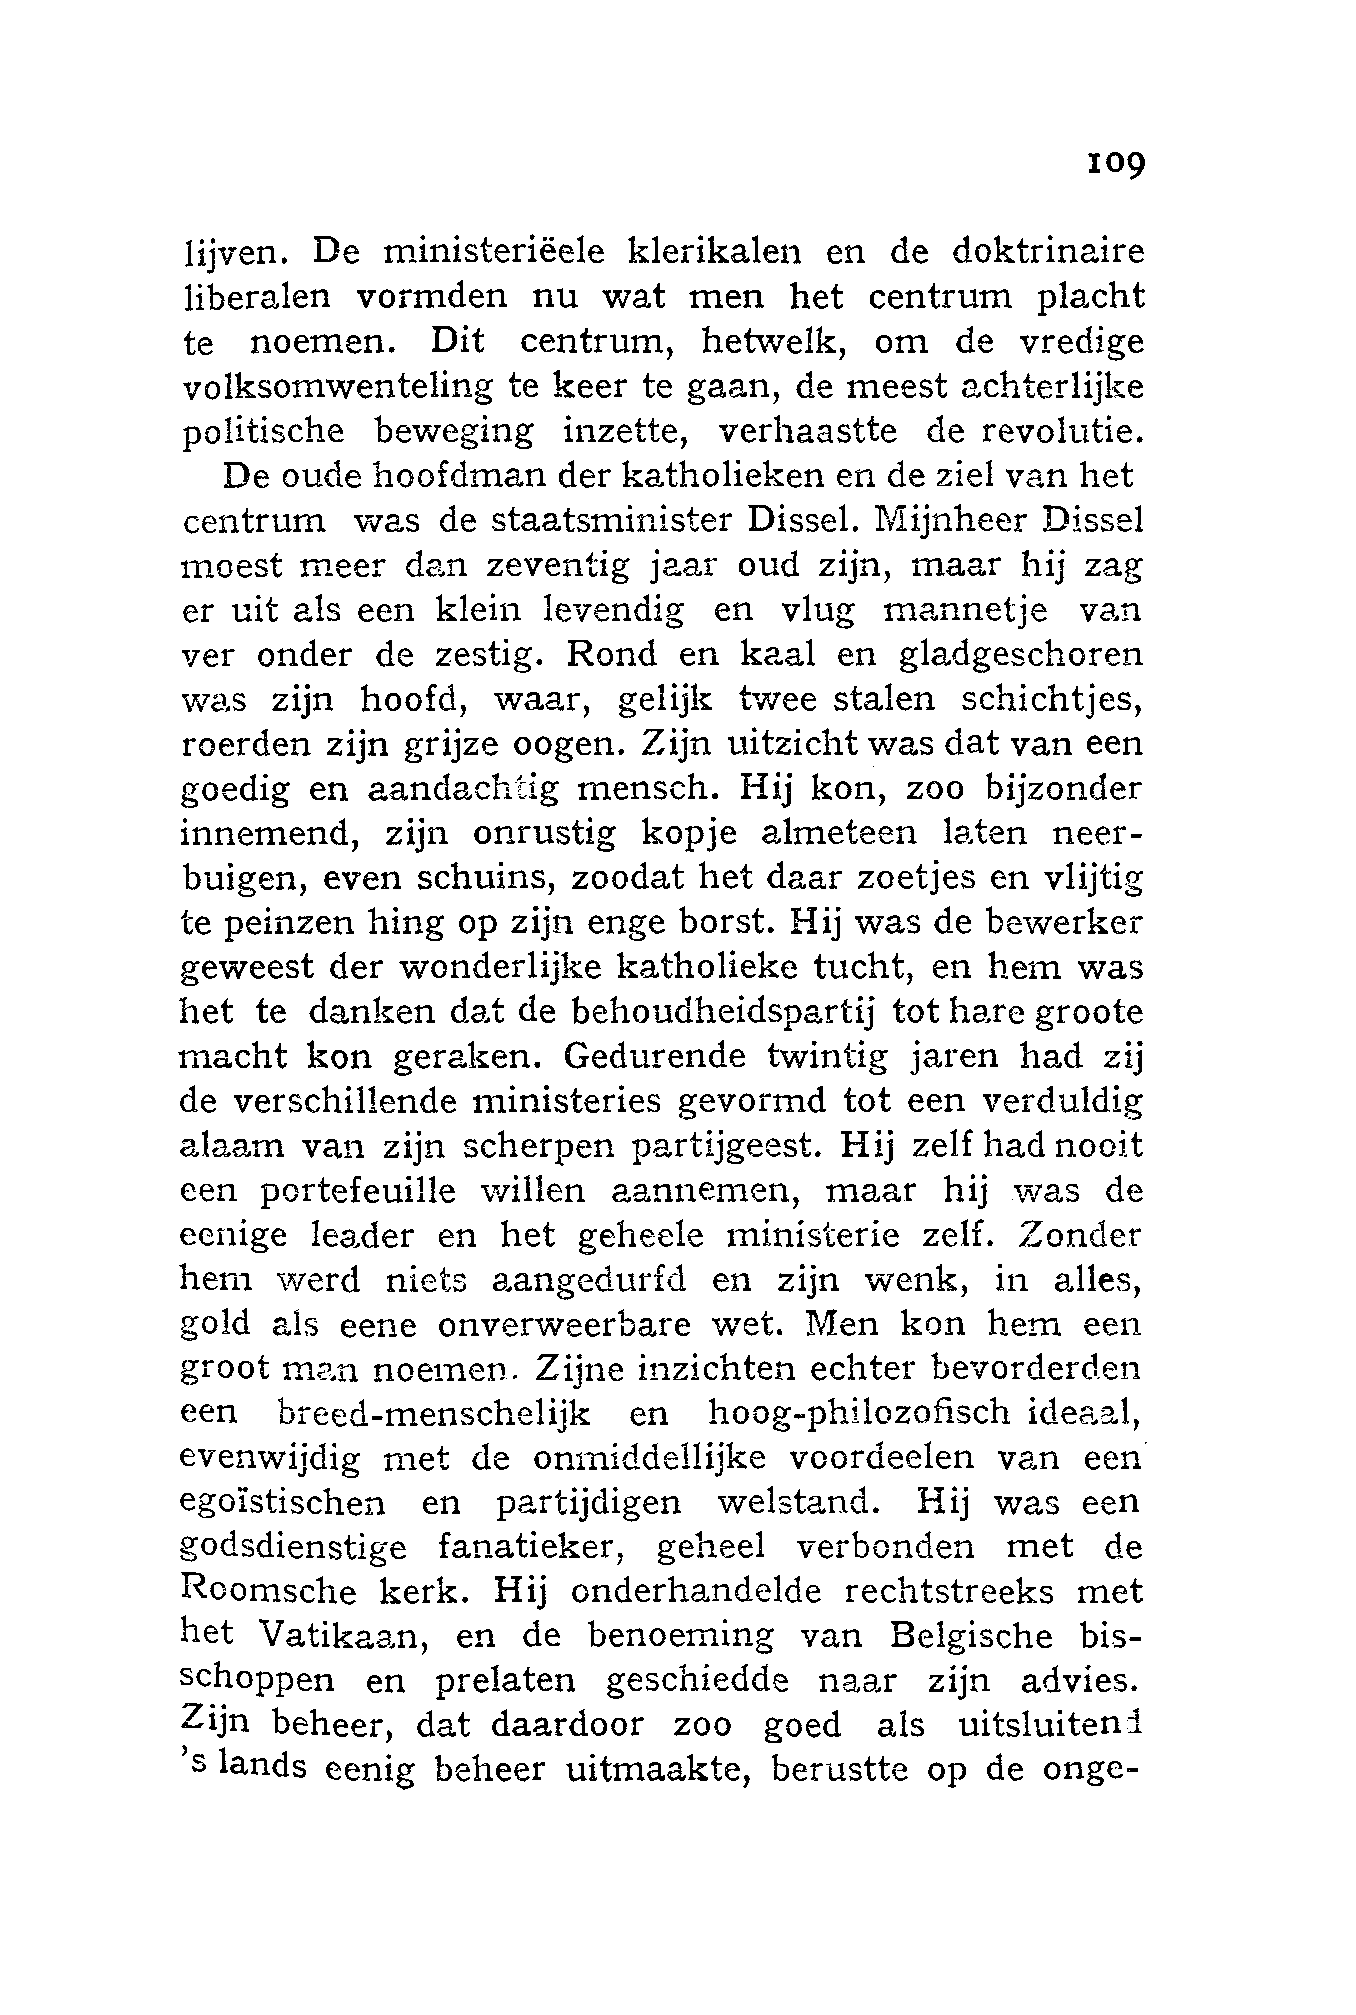 109
lijven. De ministerieële klerikalen en de doktrinaire
liberalen vormden nu wat men het centrum placht
te noemen. Dit centrum, hetwelk, om de vredige
volksomwenteling te keer te gaan, de meest achterlijke
politische beweging inzette, verhaastte de revolutie.
De oude hoofdman der katholieken en de ziel van het
centrum was de staatsminister Dissel. Mijnheer Dissel
moest meer dan zeventig jaar oud zijn, maar hij zag
er uit als een klein levendig en vlug mannetje van
ver onder de zestig. Rond en kaal en gladgeschoren
was zijn hoofd, waar, gelijk twee stalen schichtjes,
roerden zijn grijze oogen. Zijn uitzicht was dat van een
goedig en aandachtig mensch. Hij kon, zoo bijzonder
innemend, zijn onrustig kopje almeteen laten neer-
buigen, even schuins, zoodat het daar zoetjes en vlijtig
te peinzen hing op zijn enge borst. Hij was de bewerker
geweest der wonderlijke katholieke tucht, en hem was
het te danken dat de behoudheidspartij tot hare groote
macht kon geraken. Gedurende twintig jaren had zij
de verschillende ministeries gevormd tot een verduldig
alaam van zijn scherpen partijgeest. Hij zelf had nooit
een portefeuille willen aannemen, maar hij was de
eenige leader en het geheele ministerie zelf. Zonder
hem werd niets aangedurfd en zijn wenk, in alles,
gold als eene onverweerbare wet. Men kon hem een
groot man noemen. Zijne inzichten echter bevorderden
een breed-menschelijk en hoog-philozofisch ideaal,
evenwijdig met de onmiddellijke voordeelen van een
egoïstischen en partijdigen welstand. Hij was een
godsdienstige fanatieker, geheel verbonden met de
Roomsche kerk. Hij onderhandelde rechtstreeks met
het Vatikaan, en de benoeming van Belgische bis-
schoppen en prelaten geschiedde naar zijn advies.
Zijn beheer, dat daardoor zoo goed als uitsluitend
's lands eenig beheer uitmaakte, berustte op de onge-